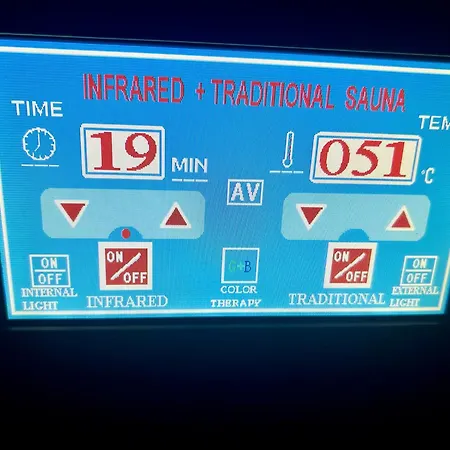 INFRARED + TRADITIONAL SAUNA
TIME
TEM
19 MIN
051 °C
AV
ON
OFF
INTERNAL
LIGHT
ON
OFF
INFRARED
COLOR
THERAPY
ON
OFF
TRADITIONAL
ON
OFF
EXTERNAL
LIGHT